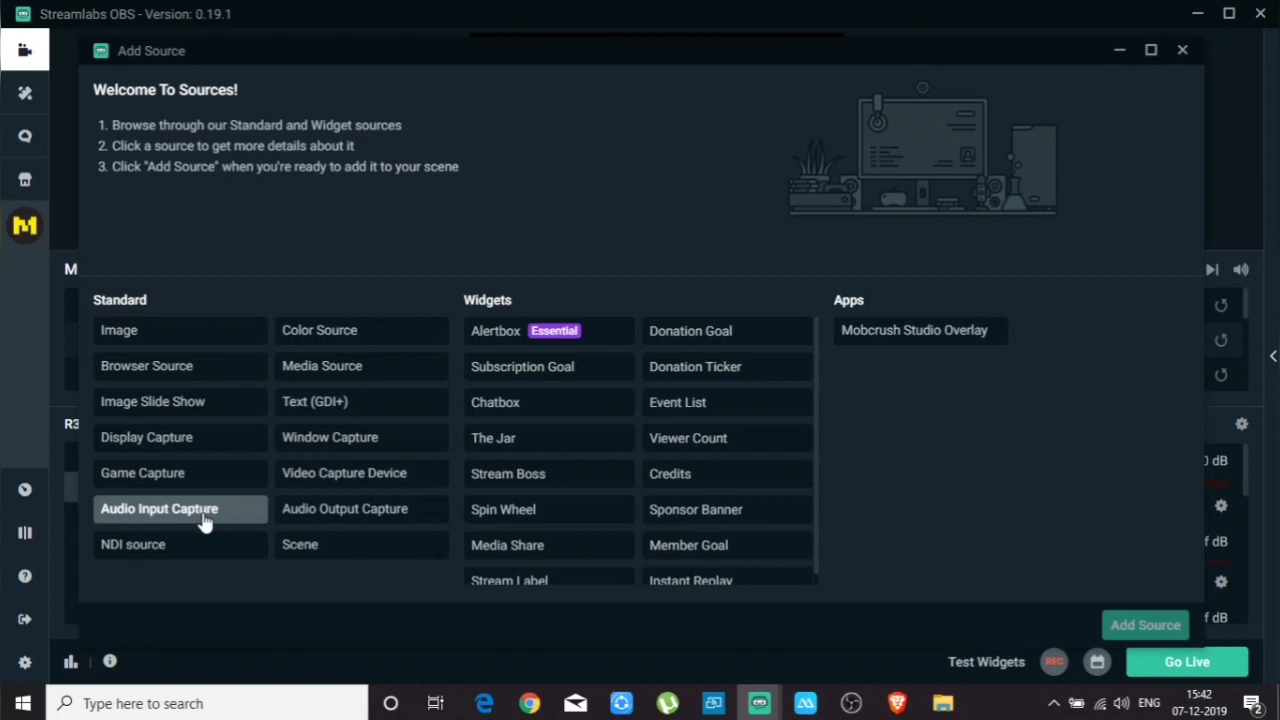 Streamlabs OBS - Version: 0.19.1
Add Source
Welcome To Sources!
1. Browse through our Standard and Widget sources
2. Click a source to get more details about it
3. Click "Add Source" when you're ready to add it to your scene
M
Standard
Widgets
Apps
Image
Color Source
Alertbox Essential
Donation Goal
Mobcrush Studio Overlay
Browser Source
Media Source
Subscription Goal
Donation Ticker
Image Slide Show
Text (GDI+)
Chatbox
Event List
R3
Display Capture
Window Capture
The Jar
Viewer Count
0 dB
Game Capture
Video Capture Device
Stream Boss
Credits
Audio Input Capture
Audio Output Capture
Spin Wheel
Sponsor Banner
f dB
NDI source
Scene
Media Share
Member Goal
Stream Label
Instant Replay
f dB
Add Source
Test Widgets
REC
Go Live
Type here to search
ENG
15:42
07-12-2019
2